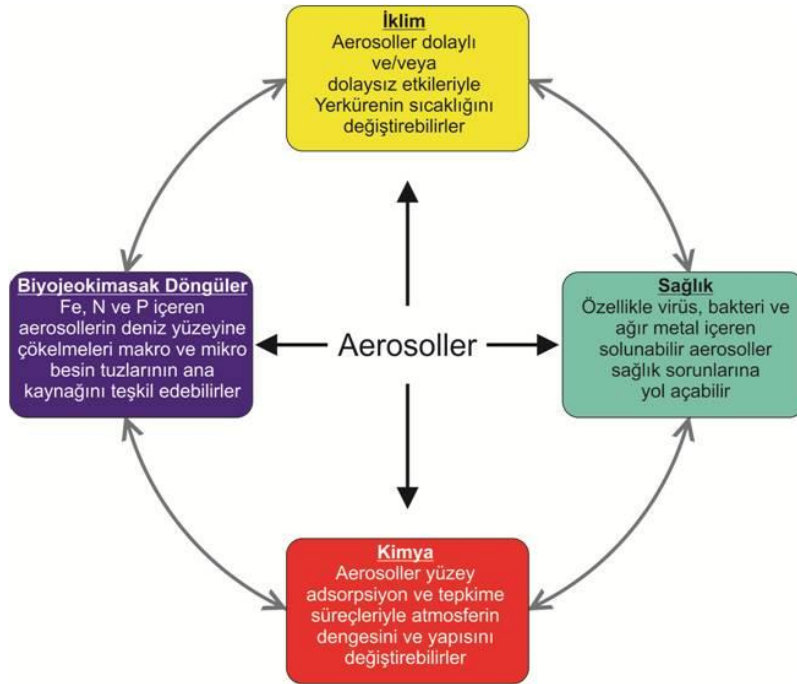 İklim
Aerosoller dolaylı
ve/veya
dolaysız etkileriyle
Yerkürenin sıcaklığını
değiştirebilirler
Biyojeokimasak Döngüler
Fe, N ve P içeren
aerosollerin deniz yüzeyine
çökelmeleri makro ve mikro
besin tuzlarının ana
kaynağını teşkil edebilirler
Aerosoller
Sağlık
Özellikle virüs, bakteri ve
ağır metal içeren
solunabilir aerosoller
sağlık sorunlarına
yol açabilir
Kimya
Aerosoller yüzey
adsorpsiyon ve tepkime
süreçleriyle atmosferin
dengesini ve yapısını
değiştirebilirler